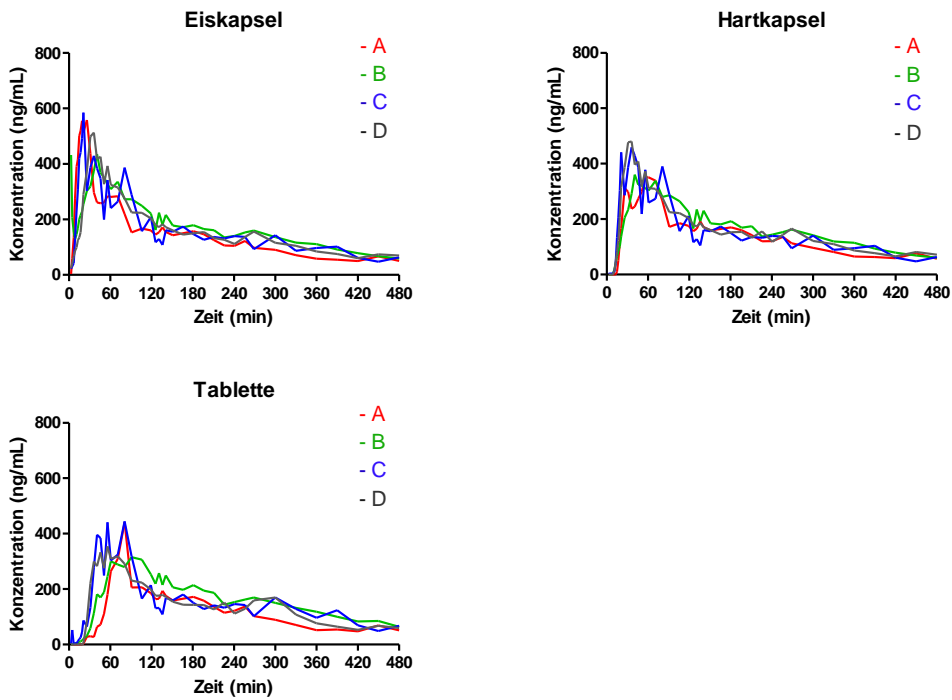 Eiskapsel
Konzentration (ng/mL)
800
600
400
200
0
0 60 120 180 240 300 360 420 480
Zeit (min)
- A
- B
- C
- D
Hartkapsel
Konzentration (ng/mL)
800
600
400
200
0
0 60 120 180 240 300 360 420 480
Zeit (min)
- A
- B
- C
- D
Tablette
Konzentration (ng/mL)
800
600
400
200
0
0 60 120 180 240 300 360 420 480
Zeit (min)
- A
- B
- C
- D